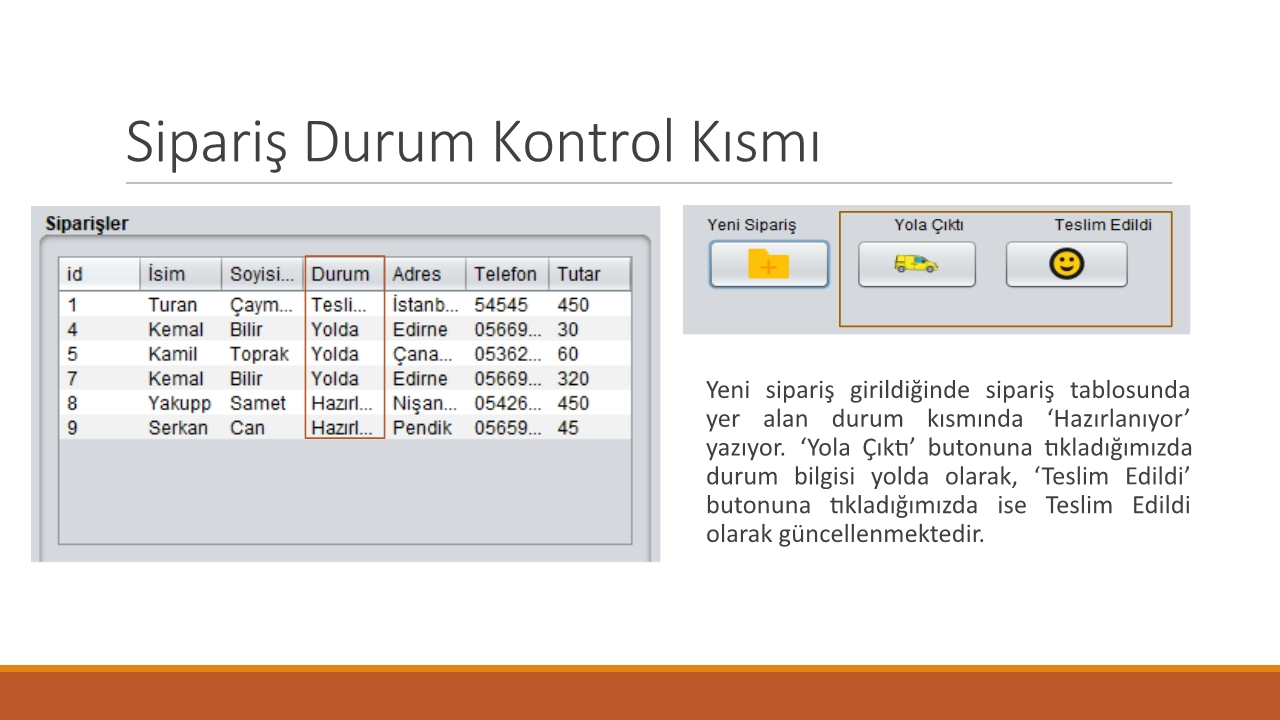 Sipariş Durum Kontrol Kısmı
Siparişler
id İsim Soyisi... Durum Adres Telefon Tutar
1 Turan Çaym... Tesli... İstanb... 54545 450
4 Kemal Bilir Yolda Edirne 05669... 30
5 Kamil Toprak Yolda Çana... 05362... 60
7 Kemal Bilir Yolda Edirne 05669... 320
8 Yakupp Samet Hazırl... Nişan... 05426... 450
9 Serkan Can Hazırl... Pendik 05659... 45
Yeni Sipariş Yola Çıktı Teslim Edildi
Yeni sipariş girildiğinde sipariş tablosunda
yer alan durum kısmında ‘Hazırlanıyor’
yazıyor. ‘Yola Çıktı’ butonuna tıkladığımızda
durum bilgisi yolda olarak, ‘Teslim Edildi’
butonuna tıkladığımızda ise Teslim Edildi
olarak güncellenmektedir.